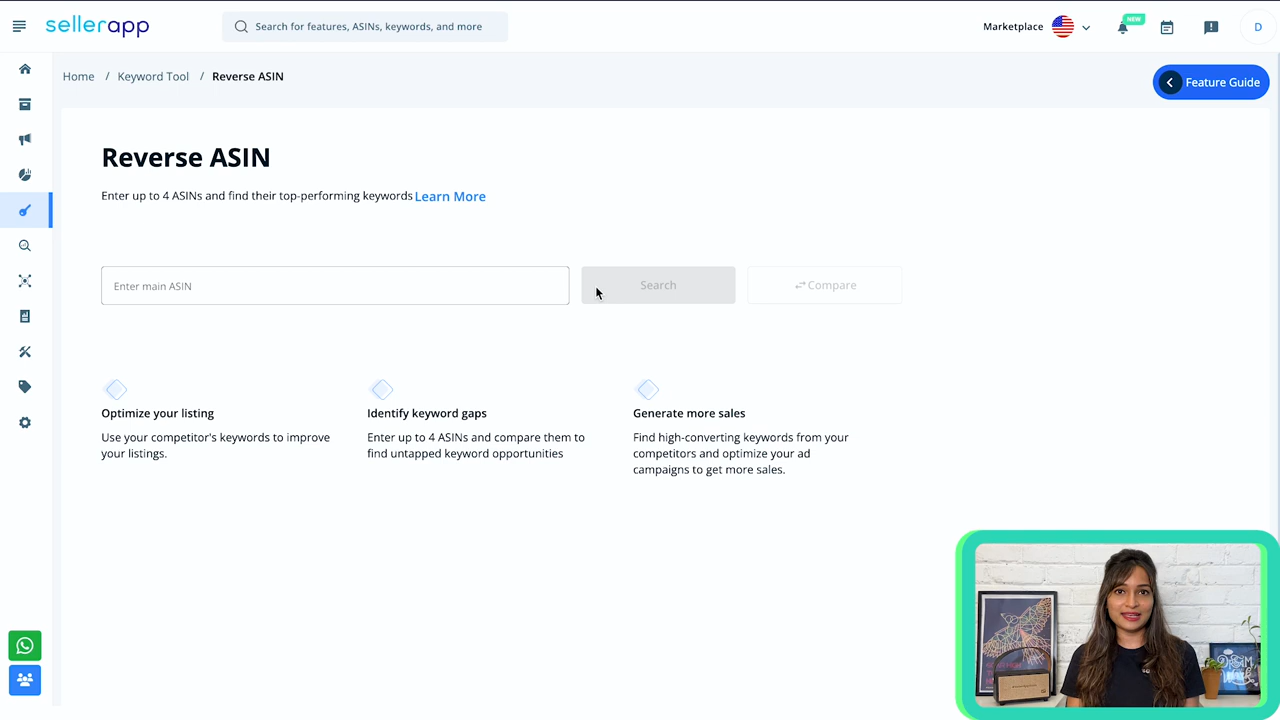 sellerapp
Search for features, ASINs, keywords, and more
Marketplace
NEW
D
Home / Keyword Tool / Reverse ASIN
Feature Guide
Reverse ASIN
Enter up to 4 ASINs and find their top-performing keywords Learn More
Enter main ASIN
Search
Compare
Optimize your listing
Use your competitor's keywords to improve
your listings.
Identify keyword gaps
Enter up to 4 ASINs and compare them to
find untapped keyword opportunities
Generate more sales
Find high-converting keywords from your
competitors and optimize your ad
campaigns to get more sales.